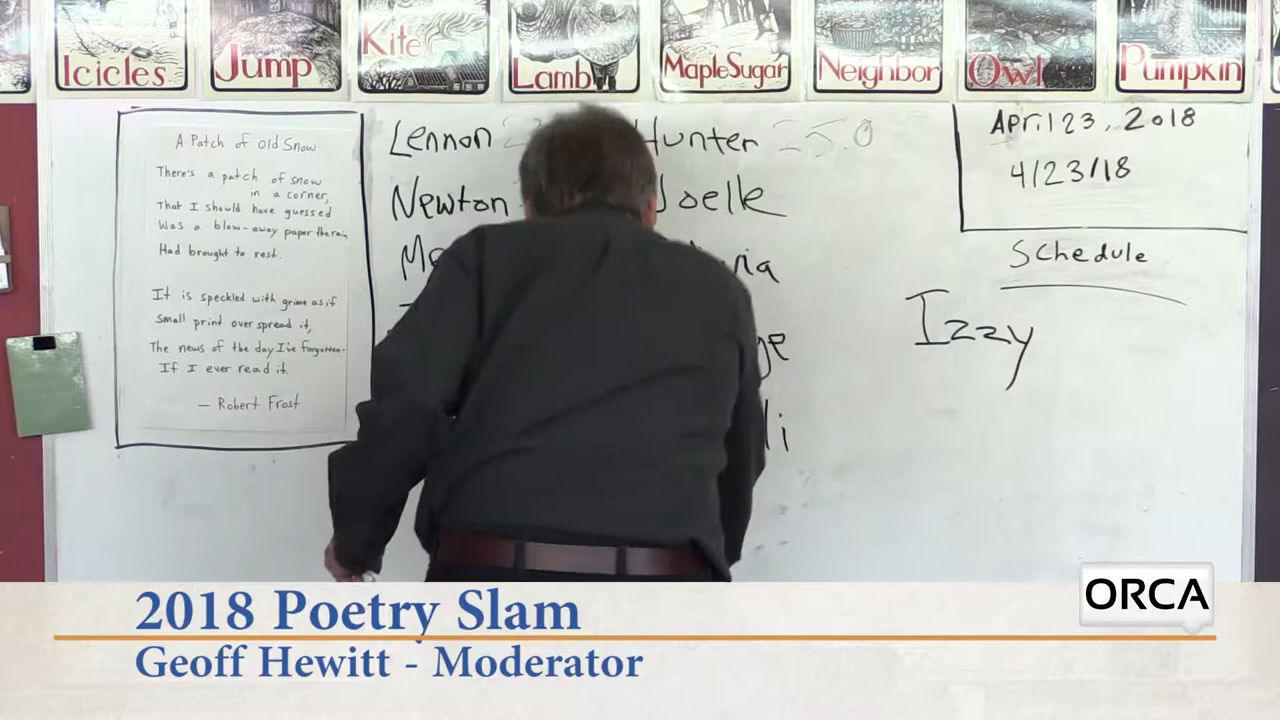 Icicles
Jump
Kite
Lamb
MapleSugar
Neighbor
Owl
Pumpkin
A Patch of Old Snow
There's a patch of snow
in a corner,
That I should have guessed
Was a blow-away paper the rain
Had brought to rest.
It is speckled with grime as if
Small print overspread it,
The news of the day I've forgotten-
If I ever read it.
— Robert Frost
Lennon
Hunter 25.0
Newton
Joelle
April 23, 2018
4/23/18
Schedule
Izzy
ORCA
2018 Poetry Slam
Geoff Hewitt - Moderator